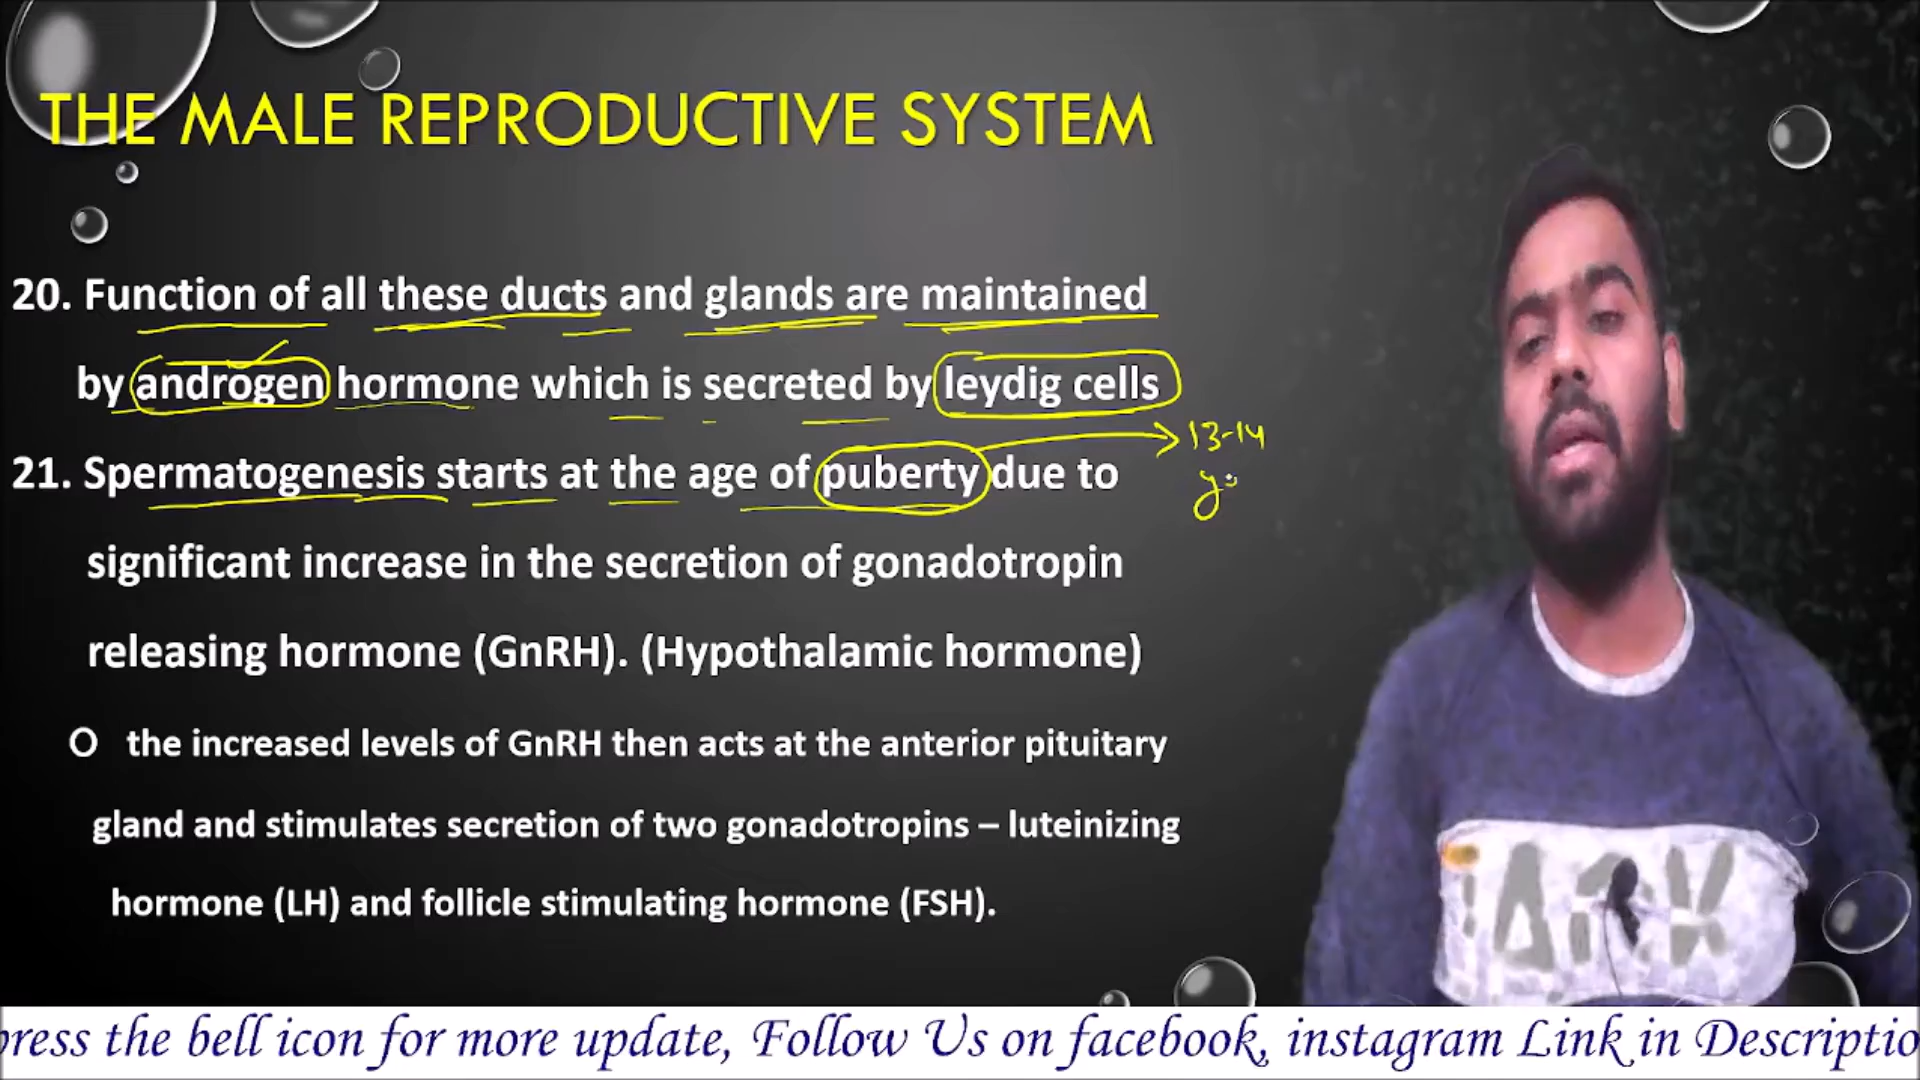 THE MALE REPRODUCTIVE SYSTEM
20. Function of all these ducts and glands are maintained
by androgen hormone which is secreted by leydig cells
13-14
21. Spermatogenesis starts at the age of puberty due to
significant increase in the secretion of gonadotropin
releasing hormone (GnRH). (Hypothalamic hormone)
O the increased levels of GnRH then acts at the anterior pituitary
gland and stimulates secretion of two gonadotropins – luteinizing
hormone (LH) and follicle stimulating hormone (FSH).
press the bell icon for more update, Follow Us on facebook, instagram Link in Descriptio